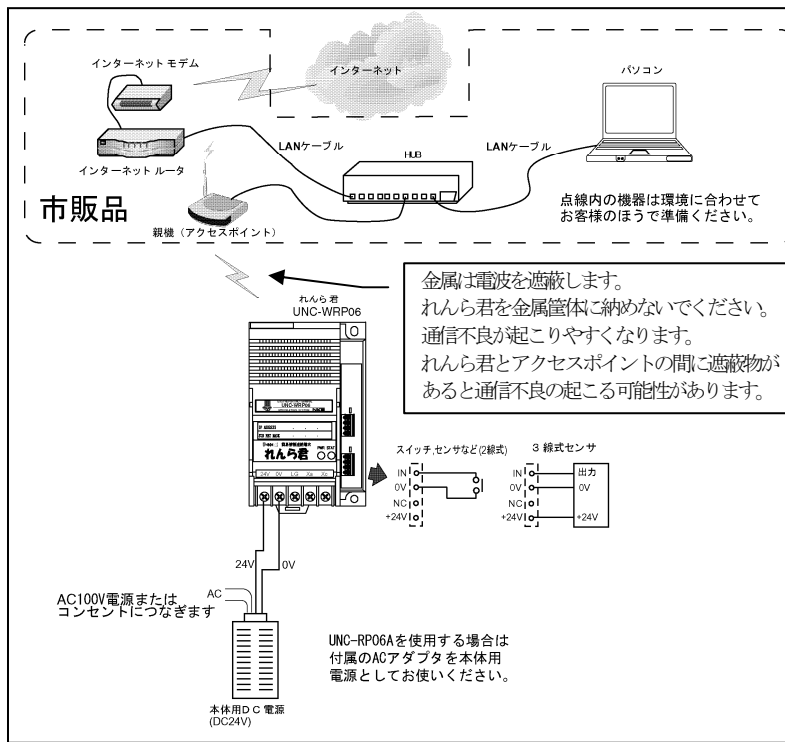 インターネット モデム
インターネット
パソコン
LANケーブル
HUB
LANケーブル
インターネット ルータ
市販品
親機（アクセスポイント）
点線内の機器は環境に合わせて
お客様のほうで準備ください。
金属は電波を遮蔽します。
れんら君を金属筐体に納めないでください。
通信不良が起こりやすくなります。
れんら君とアクセスポイントの間に遮蔽物が
あると通信不良の起こる可能性があります。
れんら君
UNC-WRP06
UNC-WRP06
IP ADDRESS
SUB NET MASK
PWR STAT
れんら君
24V 0V LG Xa Xc
スイッチ,センサなど(2線式)
IN
0V
NC
+24V
3 線式センサ
IN
0V
NC
+24V
出力
0V
+24V
24V
0V
AC100V電源または
コンセントにつなぎます
AC
UNC-RP06Aを使用する場合は
付属のACアダプタを本体用
電源としてお使いください。
本体用DC電源
(DC24V)